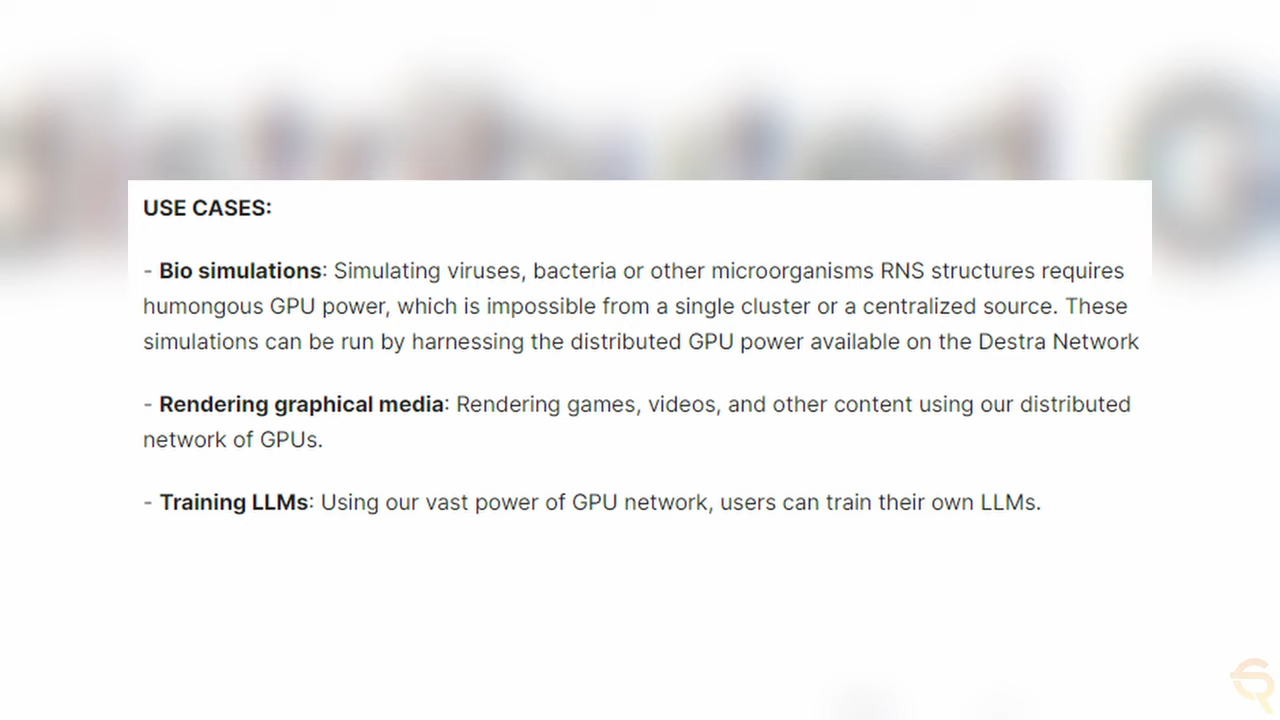 USE CASES:
- Bio simulations: Simulating viruses, bacteria or other microorganisms RNS structures requires
humongous GPU power, which is impossible from a single cluster or a centralized source. These
simulations can be run by harnessing the distributed GPU power available on the Destra Network
- Rendering graphical media: Rendering games, videos, and other content using our distributed
network of GPUs.
- Training LLMs: Using our vast power of GPU network, users can train their own LLMs.